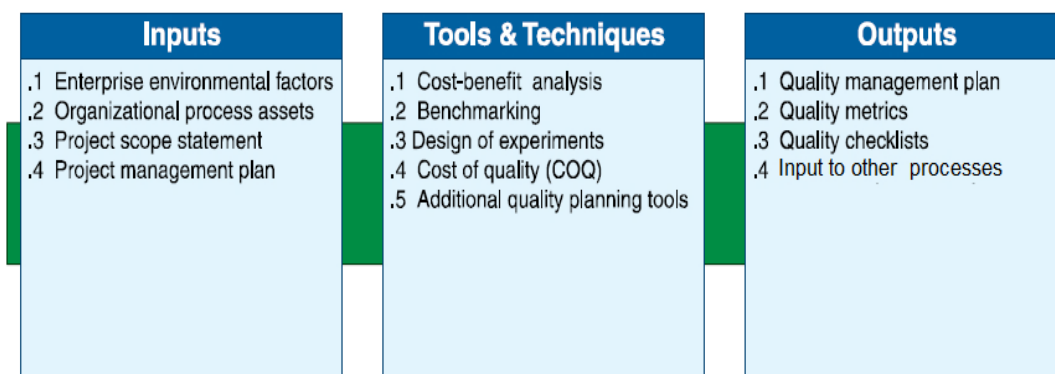 Inputs
.1 Enterprise environmental factors
.2 Organizational process assets
.3 Project scope statement
.4 Project management plan
Tools & Techniques
.1 Cost-benefit analysis
.2 Benchmarking
.3 Design of experiments
.4 Cost of quality (COQ)
.5 Additional quality planning tools
Outputs
.1 Quality management plan
.2 Quality metrics
.3 Quality checklists
.4 Input to other processes